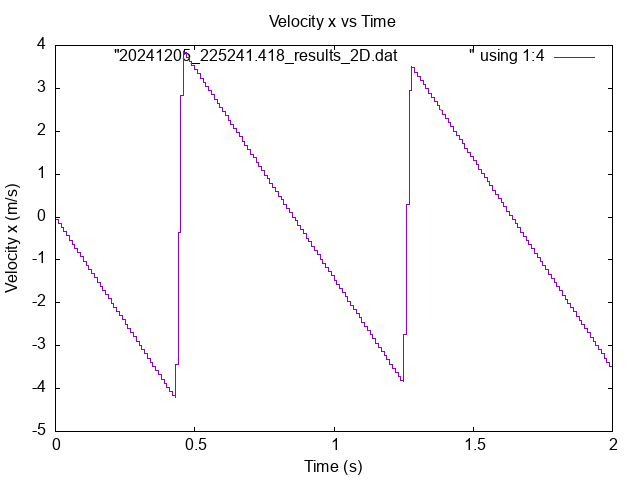 Velocity x vs Time
"20241205_225241.418_results_2D.dat " using 1:4
4
3
2
1
0
-1
-2
-3
-4
-5
Velocity x (m/s)
0 0.5 1 1.5 2
Time (s)